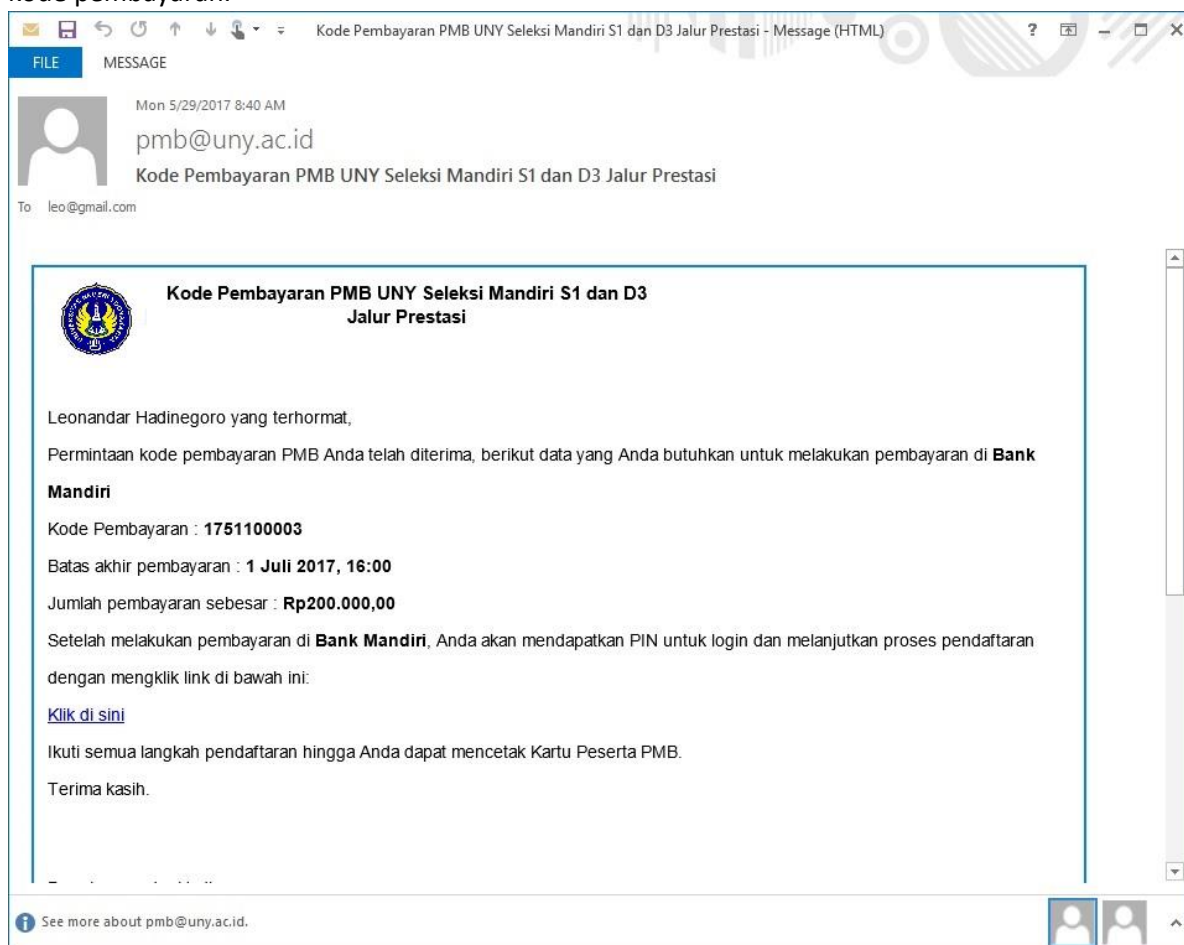 kode pembayaran.
Kode Pembayaran PMB UNY Seleksi Mandiri S1 dan D3 Jalur Prestasi - Message (HTML)
FILE MESSAGE
Mon 5/29/2017 8:40 AM
pmb@uny.ac.id
Kode Pembayaran PMB UNY Seleksi Mandiri S1 dan D3 Jalur Prestasi
To leo@gmail.com
Kode Pembayaran PMB UNY Seleksi Mandiri S1 dan D3
Jalur Prestasi
Leonandar Hadinegoro yang terhormat,
Permintaan kode pembayaran PMB Anda telah diterima, berikut data yang Anda butuhkan untuk melakukan pembayaran di Bank
Mandiri
Kode Pembayaran : 1751100003
Batas akhir pembayaran : 1 Juli 2017, 16:00
Jumlah pembayaran sebesar : Rp200.000,00
Setelah melakukan pembayaran di Bank Mandiri, Anda akan mendapatkan PIN untuk login dan melanjutkan proses pendaftaran
dengan mengklik link di bawah ini:
Klik di sini
Ikuti semua langkah pendaftaran hingga Anda dapat mencetak Kartu Peserta PMB.
Terima kasih.
See more about pmb@uny.ac.id.